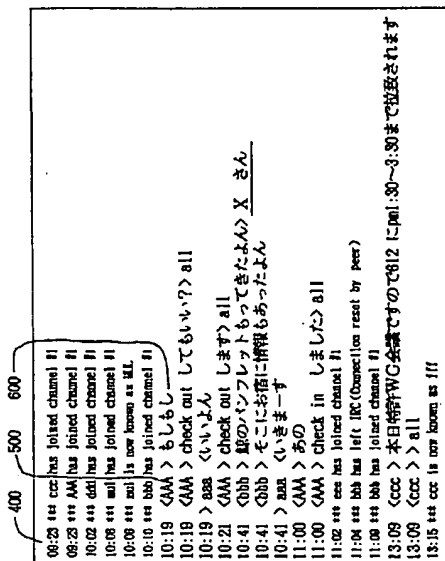 400
500
600
09:23 *** ccc has joined channel #1
09:23 *** AAA has joined channel #1
10:02 *** ddd has joined channel #1
10:08 *** mul has joined channel #1
10:08 *** mul is now known as ML
10:10 *** bbb has joined channel #1
10:19 <AAA> もしもし
10:19 <AAA> check out してもいい?> all
10:19 > aaa <いいよん
10:21 <AAA> check out します> all
10:41 <bbb> のパンフレットもってきたよん> X さん
10:41 <bbb> そこにお宿に情報もあったよん
10:41 > aaa <いきまーす
11:00 <AAA> あの
11:00 <AAA> check in しました> all
11:02 *** eee has joined channel #1
11:04 *** bbb has left IRC(Connection reset by peer)
11:09 *** bbb has joined channel #1
13:09 <ccc> 本日特許WG会議ですので812 にpm1:30〜3:30まで拉致されます
13:09 <ccc> > all
13:15 *** ccc is now known as fff